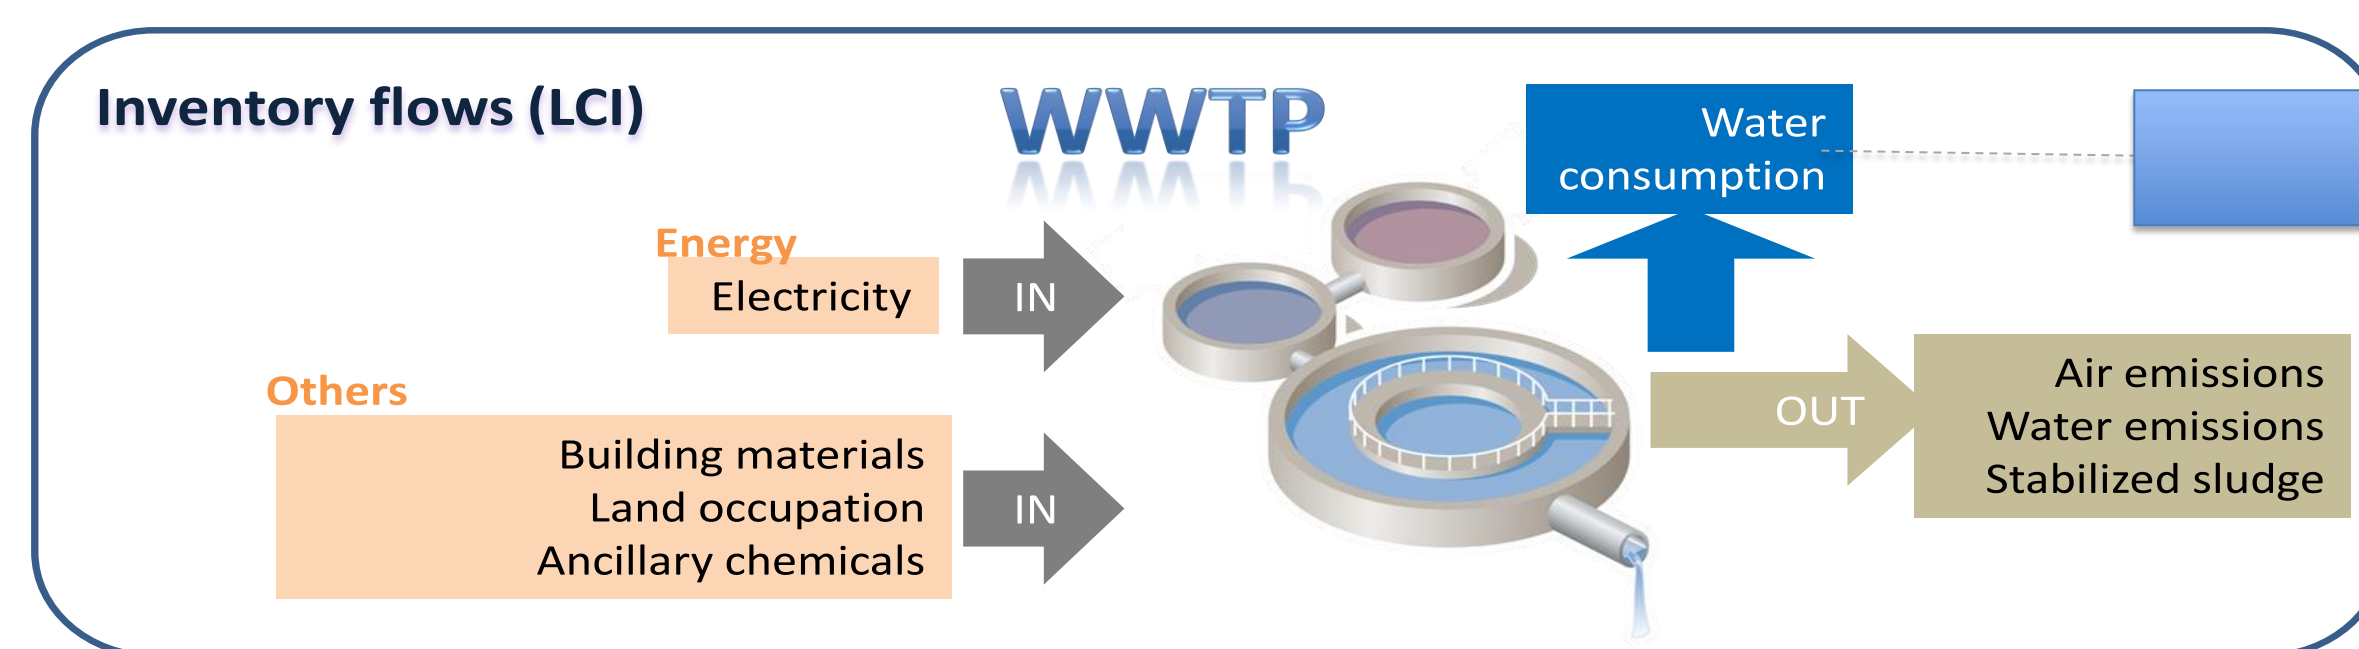 Inventory flows (LCI)
WWTP
Water
consumption
Energy
Electricity
IN
Others
Building materials
Land occupation
Ancillary chemicals
IN
OUT
Air emissions
Water emissions
Stabilized sludge